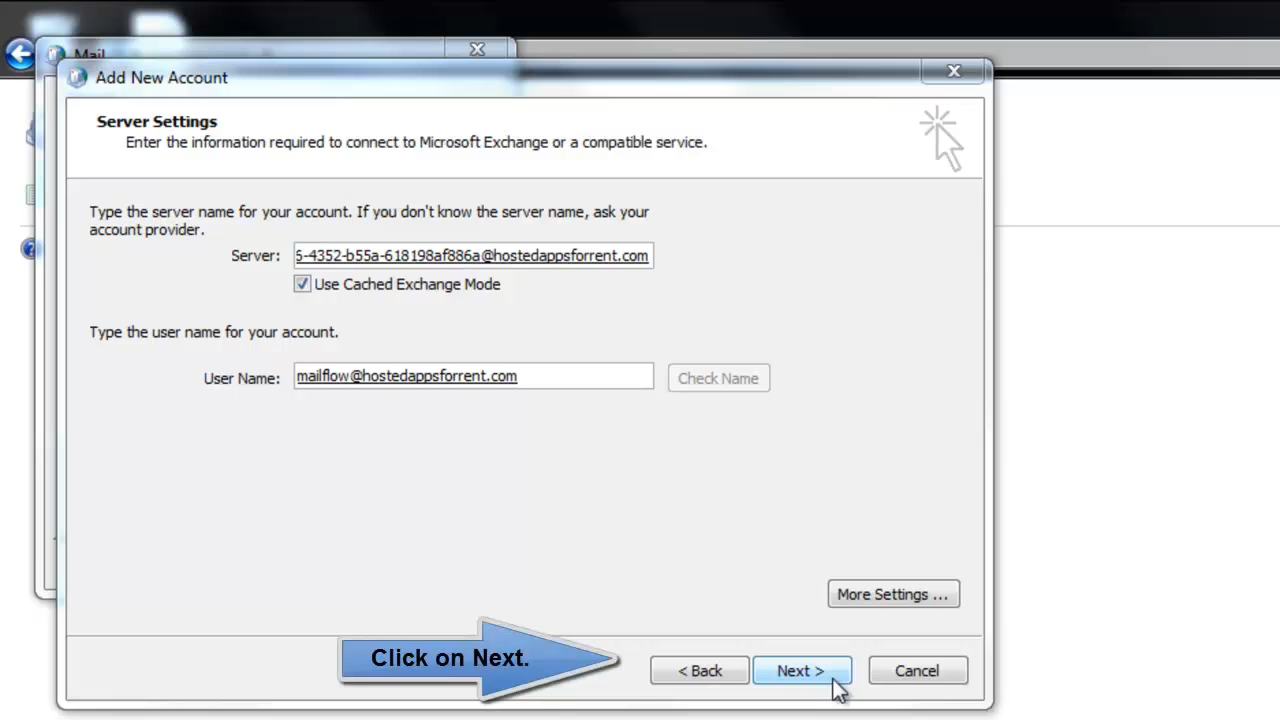 Mail
Add New Account
Server Settings
Enter the information required to connect to Microsoft Exchange or a compatible service.
Type the server name for your account. If you don't know the server name, ask your
account provider.
Server: 5-4352-b55a-618198af886a@hostedappsforrent.com
Use Cached Exchange Mode
Type the user name for your account.
User Name: mailflow@hostedappsforrent.com Check Name
More Settings ...
Click on Next. < Back Next > Cancel